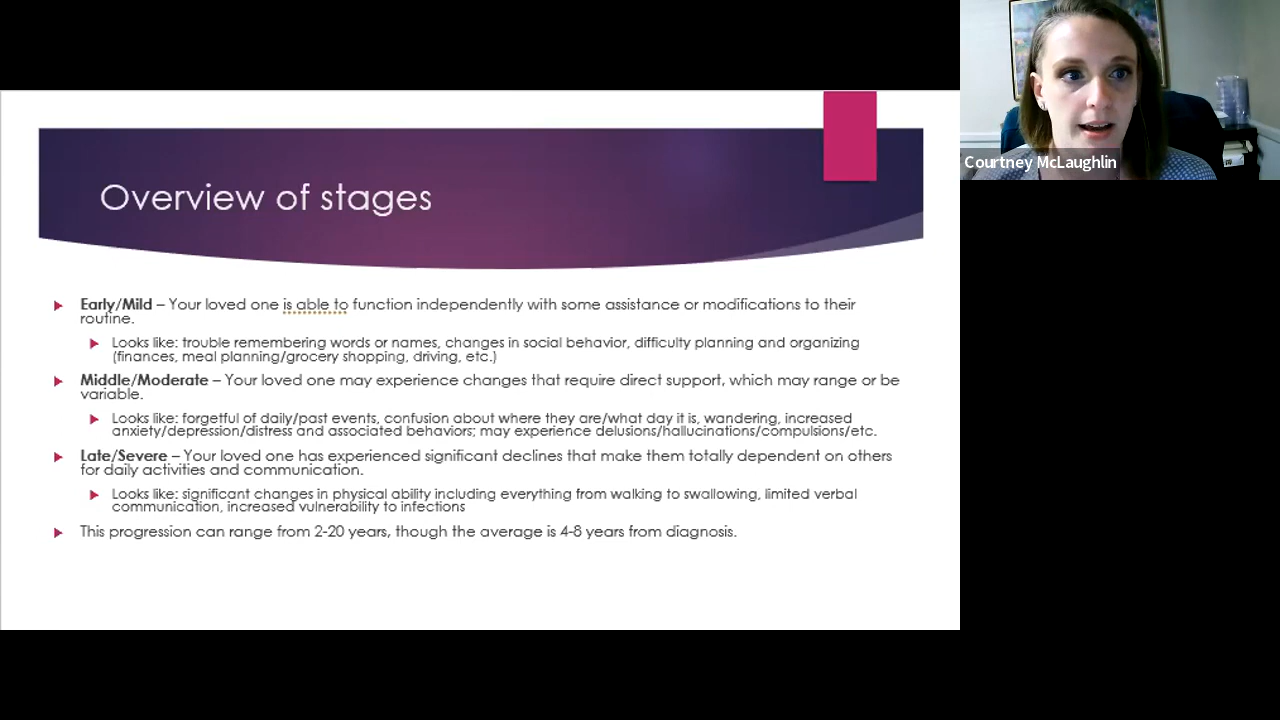 Overview of stages
Early/Mild – Your loved one is able to function independently with some assistance or modifications to their
routine.
Looks like: trouble remembering words or names, changes in social behavior, difficulty planning and organizing
(finances, meal planning/grocery shopping, driving, etc.)
Middle/Moderate – Your loved one may experience changes that require direct support, which may range or be
variable.
Looks like: forgetful of daily/past events, confusion about where they are/what day it is, wandering, increased
anxiety/depression/distress and associated behaviors; may experience delusions/hallucinations/compulsions/etc.
Late/Severe – Your loved one has experienced significant declines that make them totally dependent on others
for daily activities and communication.
Looks like: significant changes in physical ability including everything from walking to swallowing, limited verbal
communication, increased vulnerability to infections
This progression can range from 2-20 years, though the average is 4-8 years from diagnosis.
Courtney McLaughlin